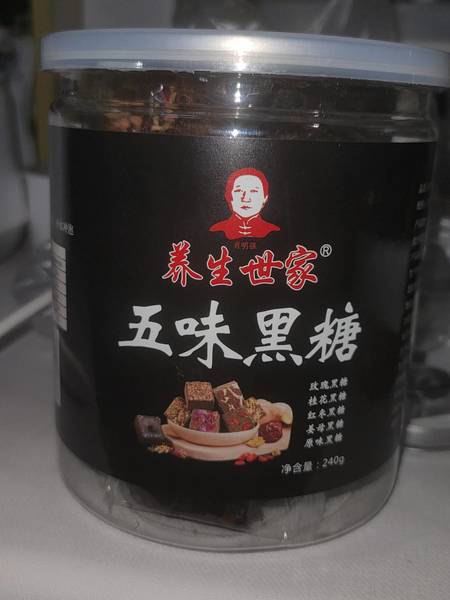 养生世家®
五味黑糖
玫瑰黑糖
桂花黑糖
红枣黑糖
姜母黑糖
原味黑糖
净含量：240g